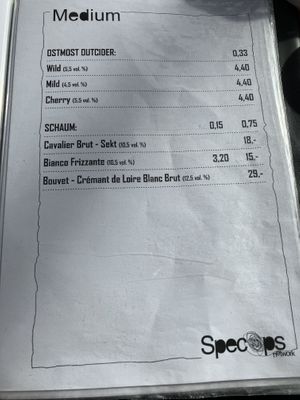 Medium
OSTMOST OUTCIDER: 0,33
Wild (5,5 vol. %) 4,40
Mild (4,5 vol. %) 4,40
Cherry (5,5 vol. %) 4,40
SCHAUM: 0,15 0,75
Cavalier Brut - Sekt (10,5 vol. %) 18,-
Bianco Frizzante (10,5 vol. %) 3,20 15,-
Bouvet - Crémant de Loire Blanc Brut (12,5 vol. %) 29,-
SpecOps
network